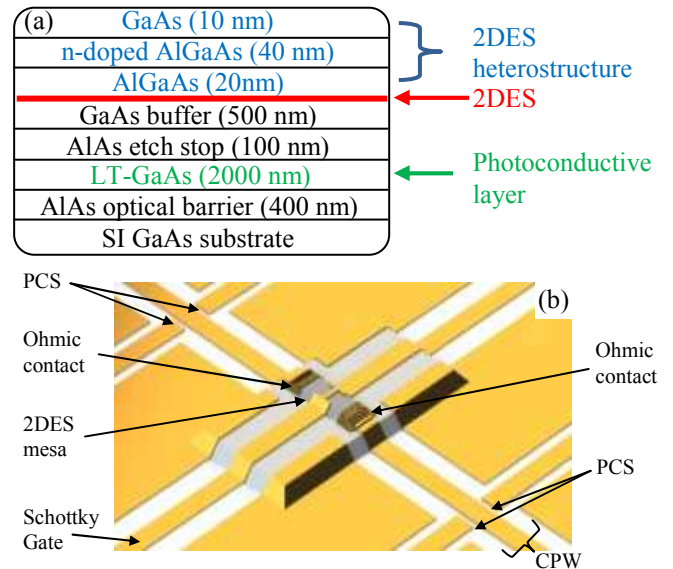 (a)
GaAs (10 nm)
n-doped AlGaAs (40 nm)
AlGaAs (20nm)
GaAs buffer (500 nm)
AlAs etch stop (100 nm)
LT-GaAs (2000 nm)
AlAs optical barrier (400 nm)
SI GaAs substrate
2DES
heterostructure
2DES
Photoconductive
layer
(b)
PCS
Ohmic
contact
2DES
mesa
Schottky
Gate
Ohmic
contact
PCS
CPW